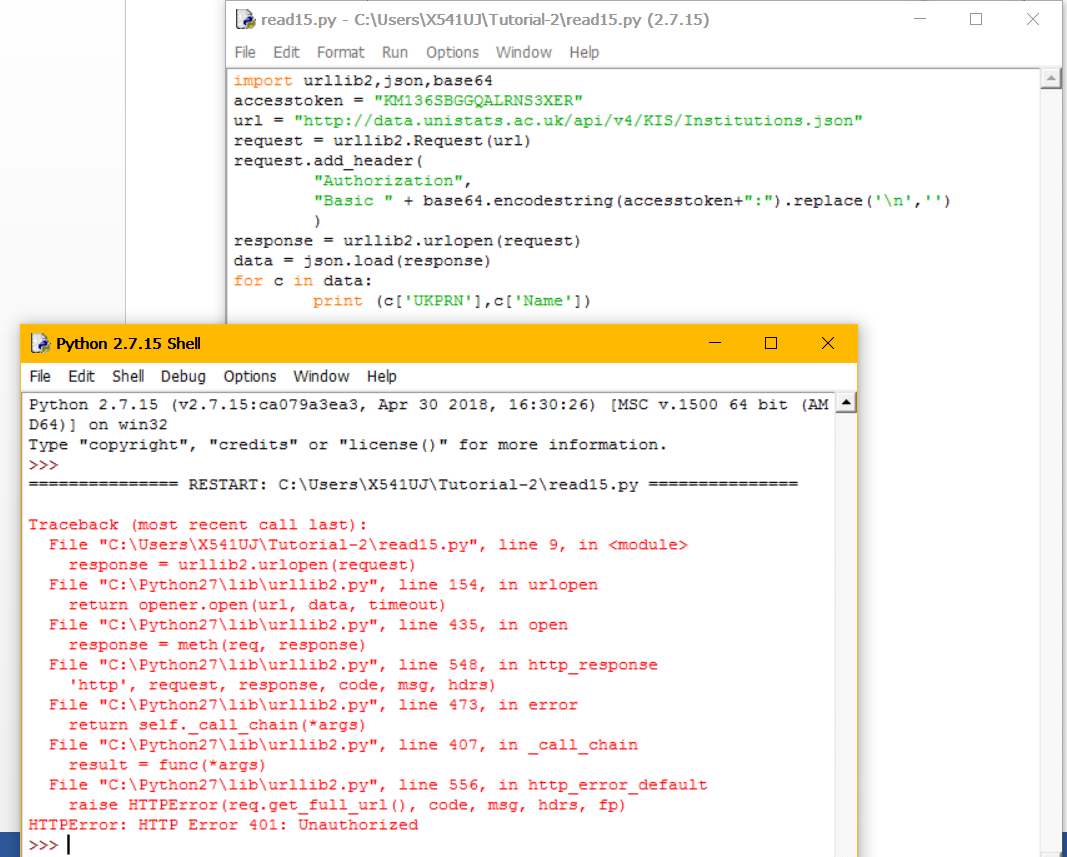 read15.py - C:\Users\X541UJ\Tutorial-2\read15.py (2.7.15)
File Edit Format Run Options Window Help
import urllib2,json,base64
accesstoken = "KM136SBGGQALRNS3XER"
url = "http://data.unistats.ac.uk/api/v4/KIS/Institutions.json"
request = urllib2.Request(url)
request.add_header(
        "Authorization",
        "Basic " + base64.encodestring(accesstoken+":").replace('\n','')
        )
response = urllib2.urlopen(request)
data = json.load(response)
for c in data:
        print (c['UKPRN'],c['Name'])
Python 2.7.15 Shell
File Edit Shell Debug Options Window Help
Python 2.7.15 (v2.7.15:ca079a3ea3, Apr 30 2018, 16:30:26) [MSC v.1500 64 bit (AM
D64)] on win32
Type "copyright", "credits" or "license()" for more information.
>>>
=============== RESTART: C:\Users\X541UJ\Tutorial-2\read15.py ===============
Traceback (most recent call last):
  File "C:\Users\X541UJ\Tutorial-2\read15.py", line 9, in <module>
    response = urllib2.urlopen(request)
  File "C:\Python27\lib\urllib2.py", line 154, in urlopen
    return opener.open(url, data, timeout)
  File "C:\Python27\lib\urllib2.py", line 435, in open
    response = meth(req, response)
  File "C:\Python27\lib\urllib2.py", line 548, in http_response
    'http', request, response, code, msg, hdrs)
  File "C:\Python27\lib\urllib2.py", line 473, in error
    return self._call_chain(*args)
  File "C:\Python27\lib\urllib2.py", line 407, in _call_chain
    result = func(*args)
  File "C:\Python27\lib\urllib2.py", line 556, in http_error_default
    raise HTTPError(req.get_full_url(), code, msg, hdrs, fp)
HTTPError: HTTP Error 401: Unauthorized
>>>